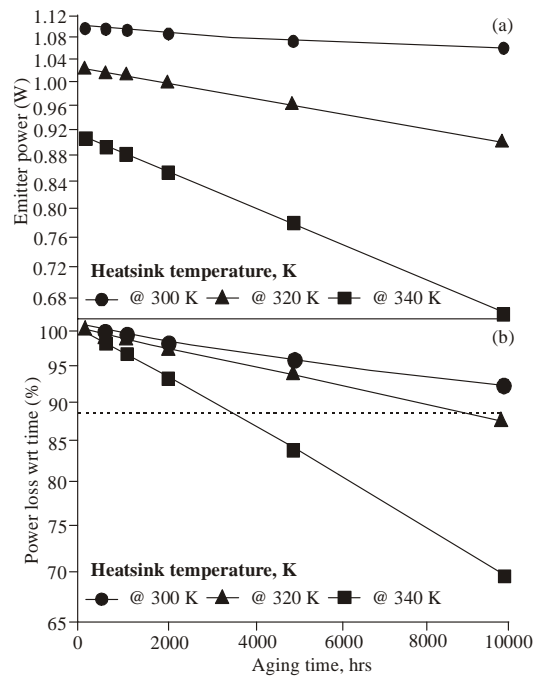 (a)
Emitter power (W)
1.12
1.08
1.04
1.00
0.96
0.92
0.88
0.84
0.80
0.76
0.72
0.68
Heatsink temperature, K
@ 300 K @ 320 K @ 340 K
(b)
Power loss wrt time (%)
100
95
90
85
80
75
70
65
Heatsink temperature, K
@ 300 K @ 320 K @ 340 K
0 2000 4000 6000 8000 10000
Aging time, hrs